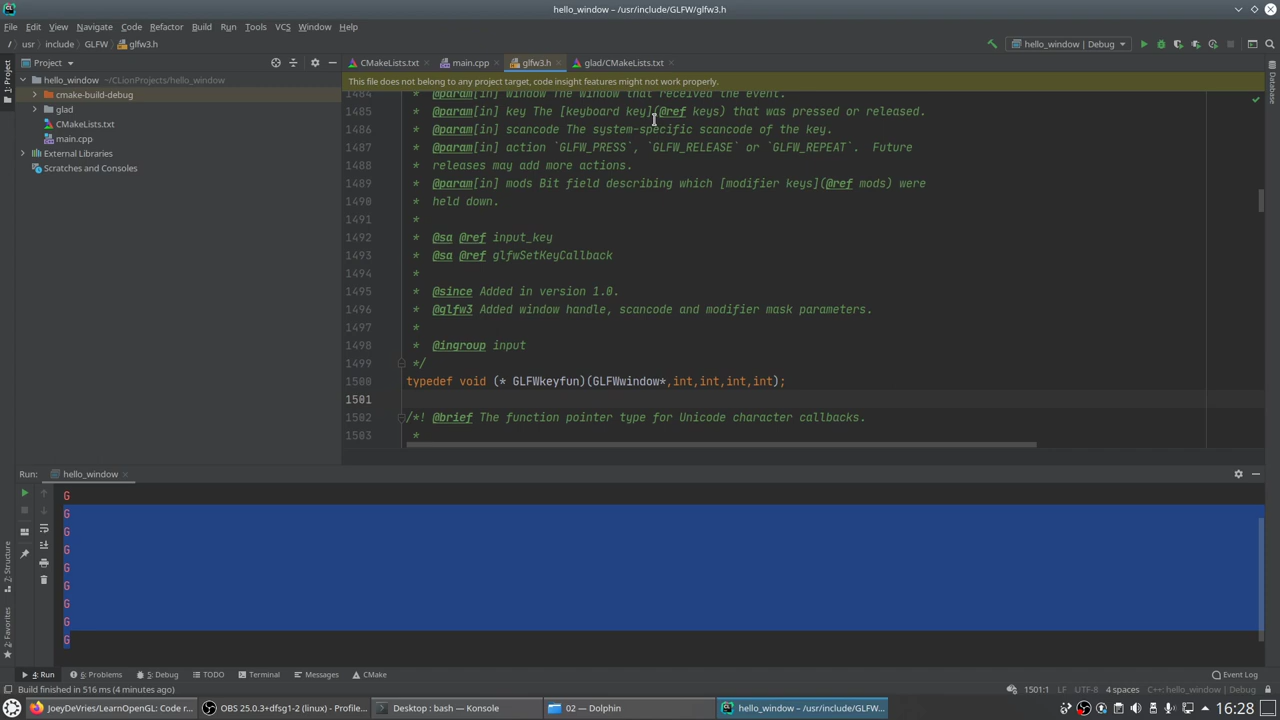 hello_window – /usr/include/GLFW/glfw3.h
File Edit View Navigate Code Refactor Build Run Tools VCS Window Help
/ usr include GLFW glfw3.h
hello_window | Debug
Project
CMakeLists.txt main.cpp glfw3.h glad/CMakeLists.txt
This file does not belong to any project target, code insight features might not work properly.
1: Project
Database
hello_window ~/CLionProjects/hello_window
cmake-build-debug
glad
CMakeLists.txt
main.cpp
External Libraries
Scratches and Consoles
1484 * @param[in] window The window that received the event.
1485 * @param[in] key The [keyboard key](@ref keys) that was pressed or released.
1486 * @param[in] scancode The system-specific scancode of the key.
1487 * @param[in] action `GLFW_PRESS`, `GLFW_RELEASE` or `GLFW_REPEAT`. Future
1488 * releases may add more actions.
1489 * @param[in] mods Bit field describing which [modifier keys](@ref mods) were
1490 * held down.
1491 *
1492 * @sa @ref input_key
1493 * @sa @ref glfwSetKeyCallback
1494 *
1495 * @since Added in version 1.0.
1496 * @glfw3 Added window handle, scancode and modifier mask parameters.
1497 *
1498 * @ingroup input
1499 */
1500 typedef void (* GLFWkeyfun)(GLFWwindow*,int,int,int,int);
1501
1502 /*! @brief The function pointer type for Unicode character callbacks.
1503 *
Run: hello_window
G
G
G
G
G
G
G
G
G
7: Structure
2: Favorites
4: Run 6: Problems 5: Debug TODO Terminal Messages CMake Event Log
Build finished in 516 ms (4 minutes ago)
1501:1 LF UTF-8 4 spaces C++: hello_window | Debug
JoeyDeVries/LearnOpenGL: Code r...
OBS 25.0.3+dfsg1-2 (linux) - Profile...
Desktop : bash — Konsole
02 — Dolphin
hello_window – /usr/include/GLFW...
16:28